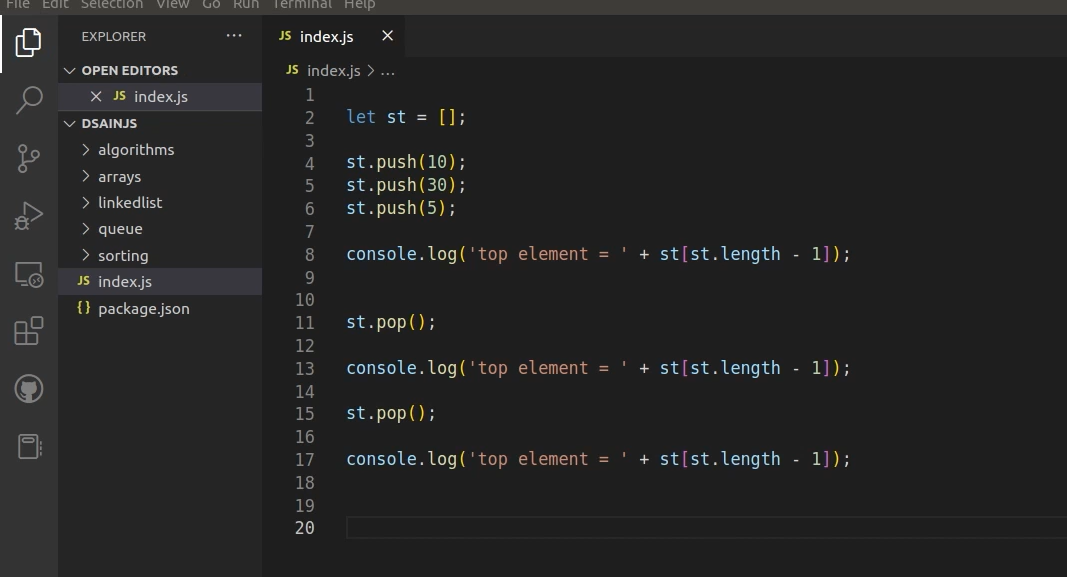 File Edit Selection View Go Run Terminal Help
EXPLORER ...
JS index.js ×
OPEN EDITORS
× JS index.js
DSAINJS
algorithms
arrays
linkedlist
queue
sorting
JS index.js
{} package.json
JS index.js > ...
1
2 let st = [];
3
4 st.push(10);
5 st.push(30);
6 st.push(5);
7
8 console.log('top element = ' + st[st.length - 1]);
9
10
11 st.pop();
12
13 console.log('top element = ' + st[st.length - 1]);
14
15 st.pop();
16
17 console.log('top element = ' + st[st.length - 1]);
18
19
20